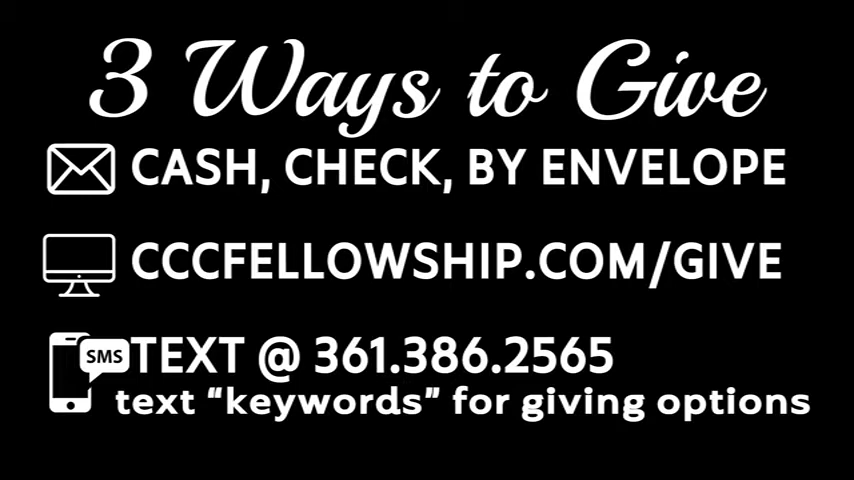 3 Ways to Give
CASH, CHECK, BY ENVELOPE
CCCFELLOWSHIP.COM/GIVE
SMS TEXT @ 361.386.2565
text “keywords” for giving options